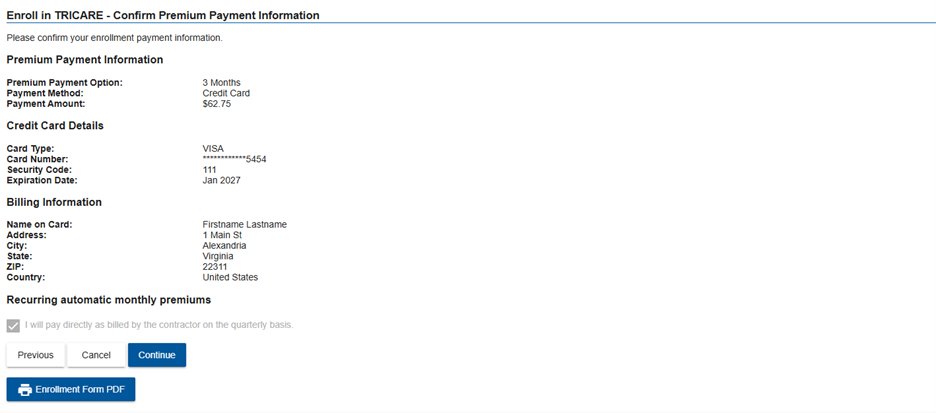 Enroll in TRICARE - Confirm Premium Payment Information
Please confirm your enrollment payment information.
Premium Payment Information
Premium Payment Option: 3 Months
Payment Method: Credit Card
Payment Amount: $62.75
Credit Card Details
Card Type: VISA
Card Number: ************5454
Security Code: 111
Expiration Date: Jan 2027
Billing Information
Name on Card: Firstname Lastname
Address: 1 Main St
City: Alexandria
State: Virginia
ZIP: 22311
Country: United States
Recurring automatic monthly premiums
I will pay directly as billed by the contractor on the quarterly basis.
Previous Cancel Continue
Enrollment Form PDF